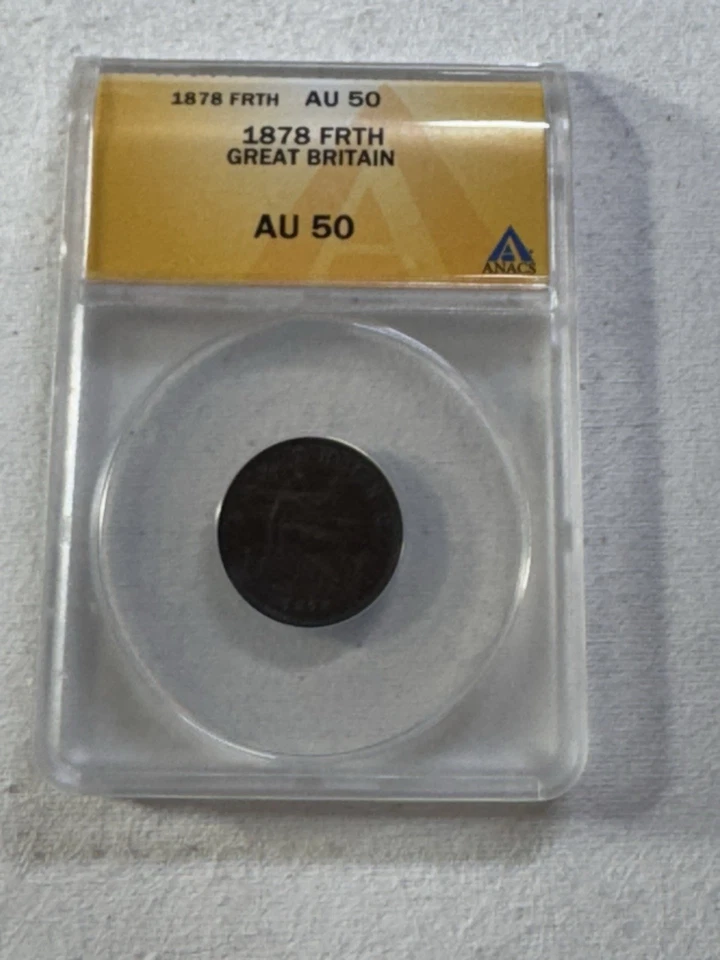 1878 FRTH AU 50
1878 FRTH
GREAT BRITAIN
AU 50
ANACS